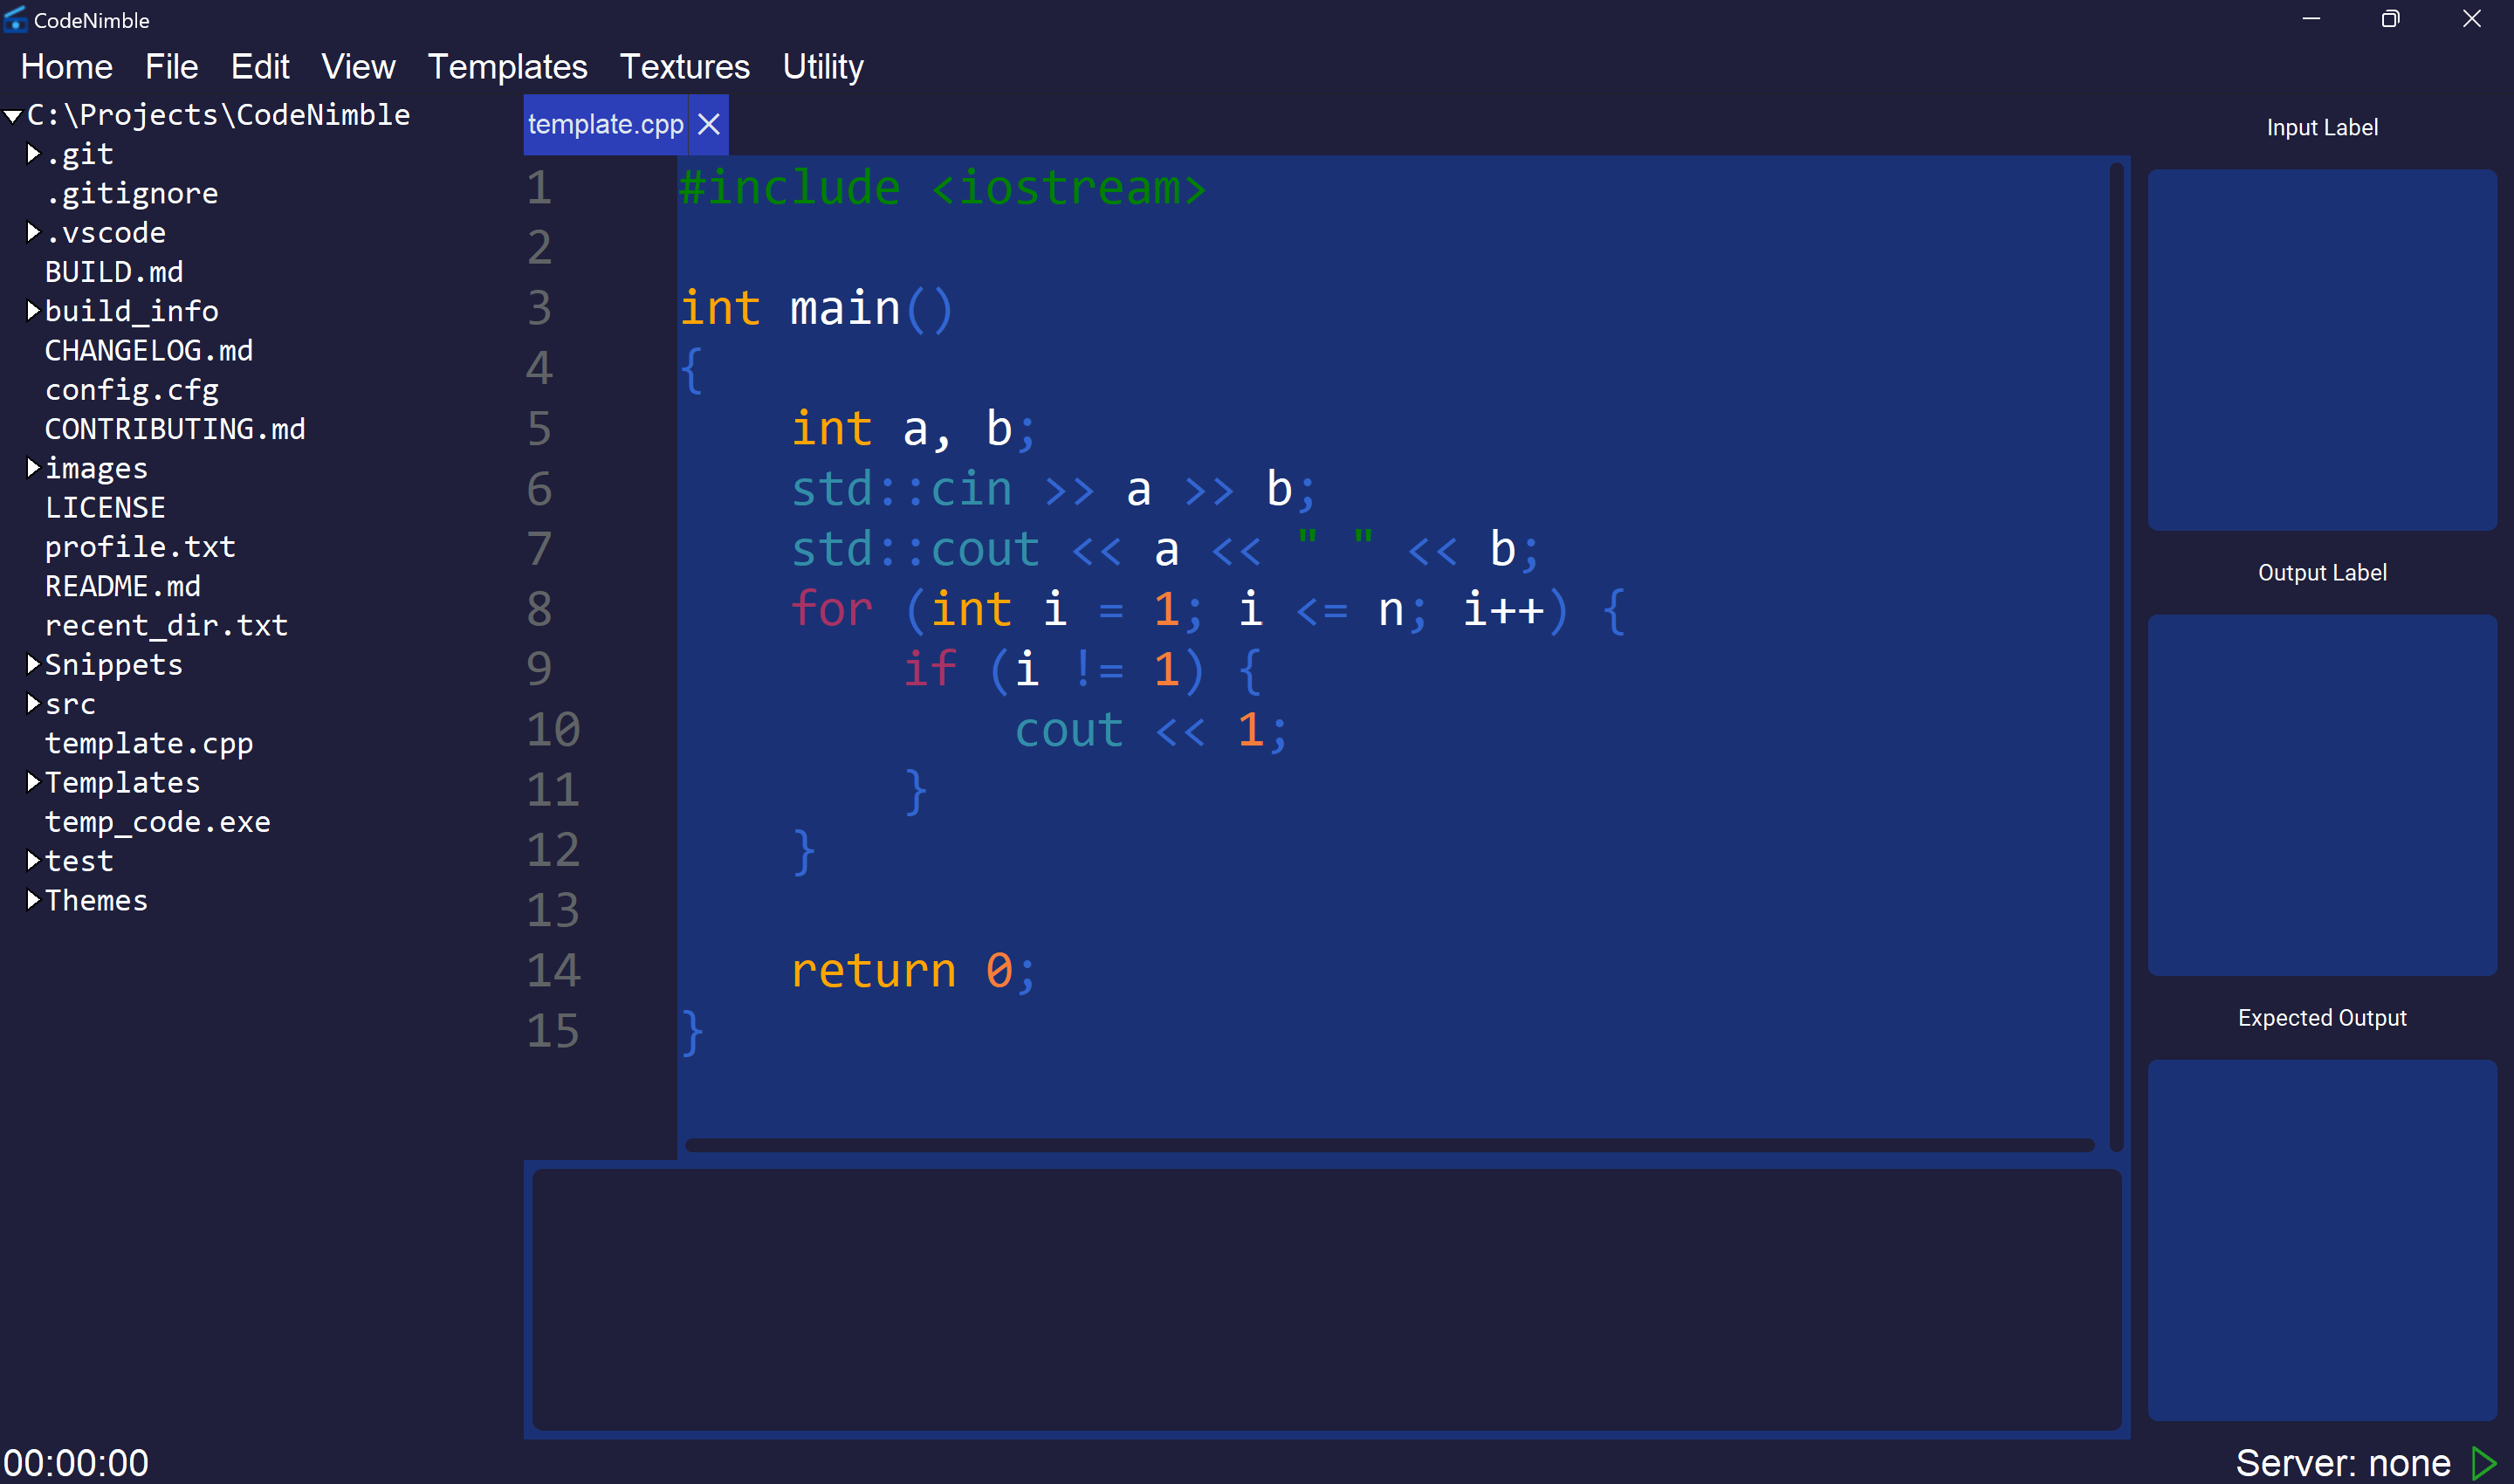 CodeNimble
Home File Edit View Templates Textures Utility
C:\Projects\CodeNimble
.git
.gitignore
.vscode
BUILD.md
build_info
CHANGELOG.md
config.cfg
CONTRIBUTING.md
images
LICENSE
profile.txt
README.md
recent_dir.txt
Snippets
src
template.cpp
Templates
temp_code.exe
test
Themes
template.cpp
1 #include <iostream>
2
3 int main()
4 {
5     int a, b;
6     std::cin >> a >> b;
7     std::cout << a << " " << b;
8     for (int i = 1; i <= n; i++) {
9         if (i != 1) {
10             cout << 1;
11         }
12     }
13
14     return 0;
15 }
Input Label
Output Label
Expected Output
00:00:00
Server: none